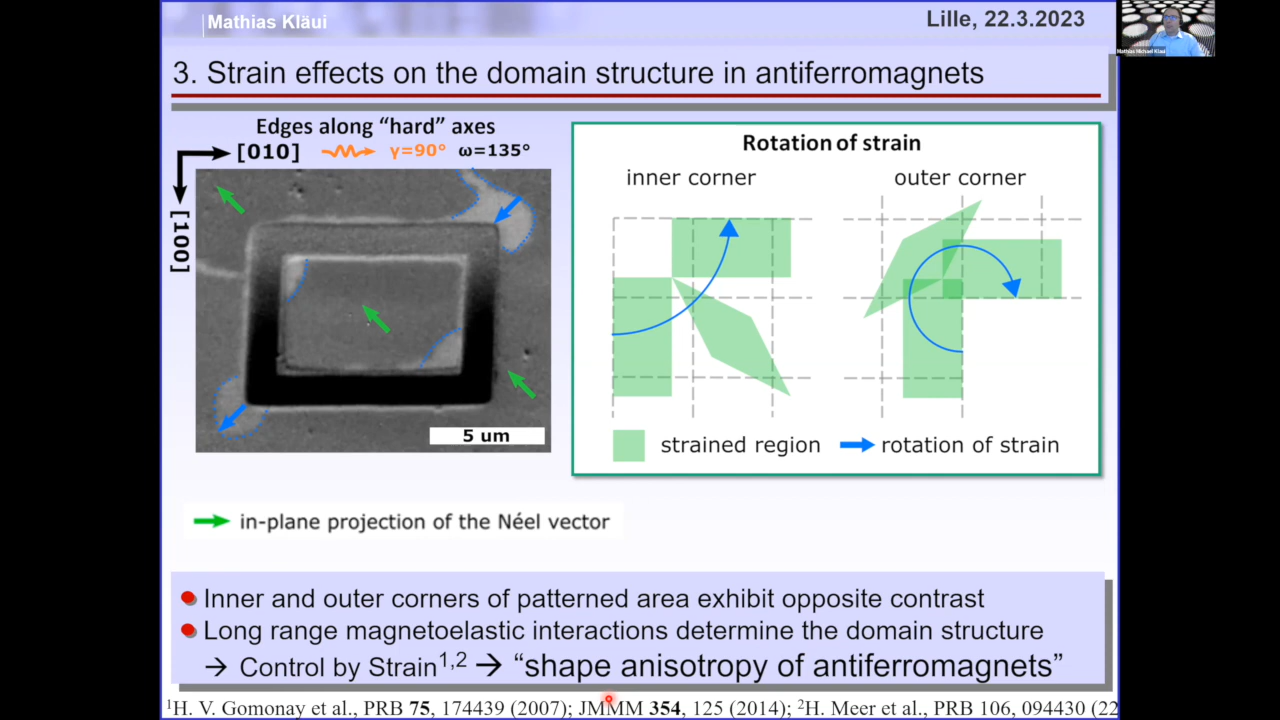 Mathias Kläui
Lille, 22.3.2023
Mathias Michael Kläui
3. Strain effects on the domain structure in antiferromagnets
Edges along “hard” axes
[010] γ=90° ω=135°
[100]
5 um
Rotation of strain
inner corner outer corner
strained region rotation of strain
in-plane projection of the Néel vector
Inner and outer corners of patterned area exhibit opposite contrast
Long range magnetoelastic interactions determine the domain structure
→ Control by Strain1,2 → “shape anisotropy of antiferromagnets”
1H. V. Gomonay et al., PRB 75, 174439 (2007); JMMM 354, 125 (2014); 2H. Meer et al., PRB 106, 094430 (22